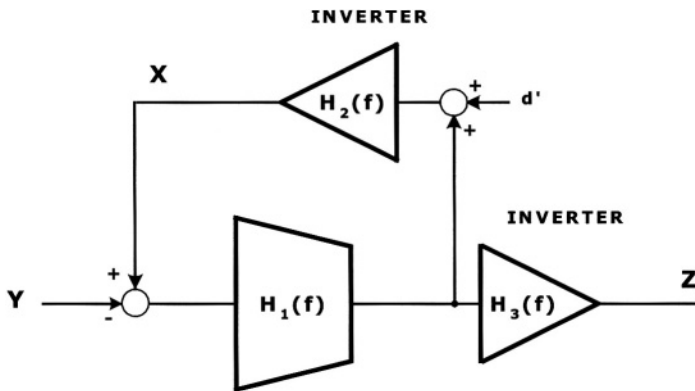 INVERTER
X
H₂(f)
+
d'
+
INVERTER
+
Y
-
H₁(f)
H₃(f)
Z